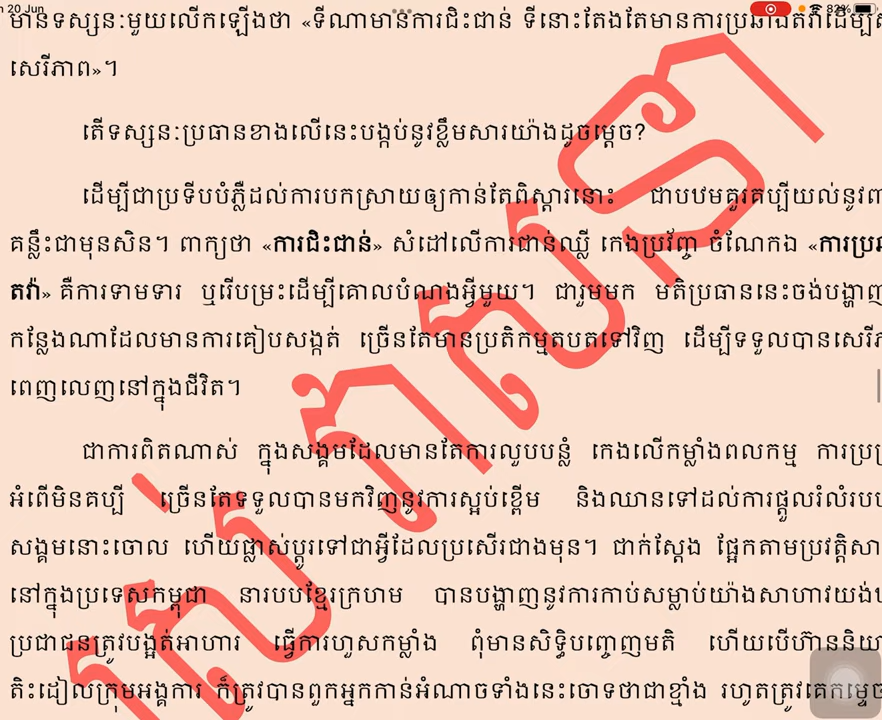 n 20 Jun
82%
មានទស្សនៈមួយលើកឡើងថា «ទីណាមានការជិះជាន់ ទីនោះតែងតែមានការប្រឆាំងតវ៉ាដើម្បី
សេរីភាព»។
តើទស្សនៈប្រធានខាងលើនេះបង្កប់នូវខ្លឹមសារយ៉ាងដូចម្ដេច?
ដើម្បីជាប្រទីបបំភ្លឺដល់ការបកស្រាយឲ្យកាន់តែពិស្ដារនោះ ជាបឋមគួរគប្បីយល់នូវ
គន្លឹះជាមុនសិន។ ពាក្យថា «ការជិះជាន់» សំដៅលើការជាន់ឈ្លី កេងប្រវ័ញ្ច ចំណែកឯ «ការប្រ
តវ៉ា» គឺការទាមទារ ឬរើបម្រះដើម្បីគោលបំណងអ្វីមួយ។ ជារួមមក មតិប្រធាននេះចង់បង្ហាញ
កន្លែងណាដែលមានការគៀបសង្កត់ ច្រើនតែមានប្រតិកម្មតបតទៅវិញ ដើម្បីទទួលបានសេរីភ
ពេញលេញនៅក្នុងជីវិត។
ជាការពិតណាស់ ក្នុងសង្គមដែលមានតែការលួបបន្លំ កេងលើកម្លាំងពលកម្ម ការប្រ
អំពើមិនគប្បី ច្រើនតែទទួលបានមកវិញនូវការស្អប់ខ្ពើម និងឈានទៅដល់ការផ្ដួលរំលំរប
សង្គមនោះចោល ហើយផ្លាស់ប្ដូរទៅជាអ្វីដែលប្រសើរជាងមុន។ ជាក់ស្ដែង ផ្អែកតាមប្រវត្តិសា
នៅក្នុងប្រទេសកម្ពុជា នារបបខ្មែរក្រហម បានបង្ហាញនូវការកាប់សម្លាប់យ៉ាងសាហាវយង់ឃ
ប្រជាជនត្រូវបង្អត់អាហារ ធ្វើការហួសកម្លាំង ពុំមានសិទ្ធិបញ្ចេញមតិ ហើយបើហ៊ាននិយា
តិះដៀលក្រុមអង្គការ ក៏ត្រូវបានពួកអ្នកកាន់អំណាចទាំងនេះចោទថាជាខ្មាំង រហូតត្រូវគេកម្ទេច